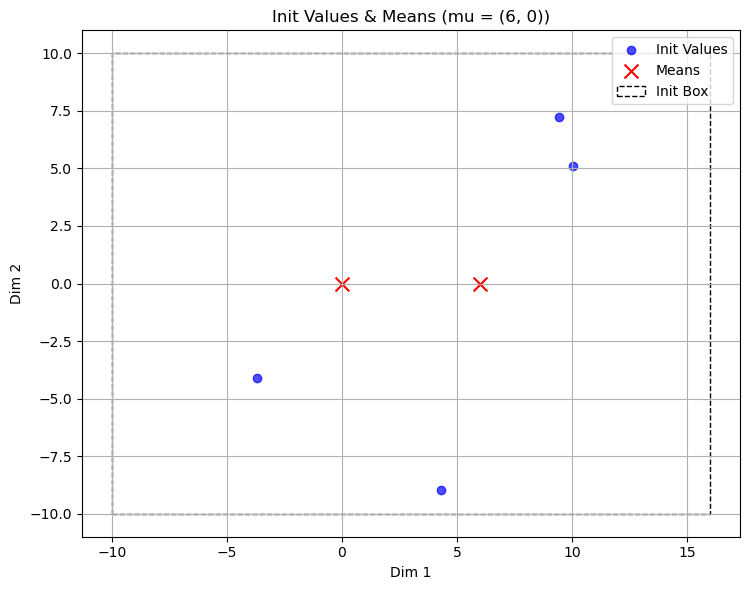 Init Values & Means (mu = (6, 0))
10.0
7.5
5.0
2.5
0.0
−2.5
−5.0
−7.5
−10.0
Dim 2
Init Values
Means
Init Box
−10 −5 0 5 10 15
Dim 1